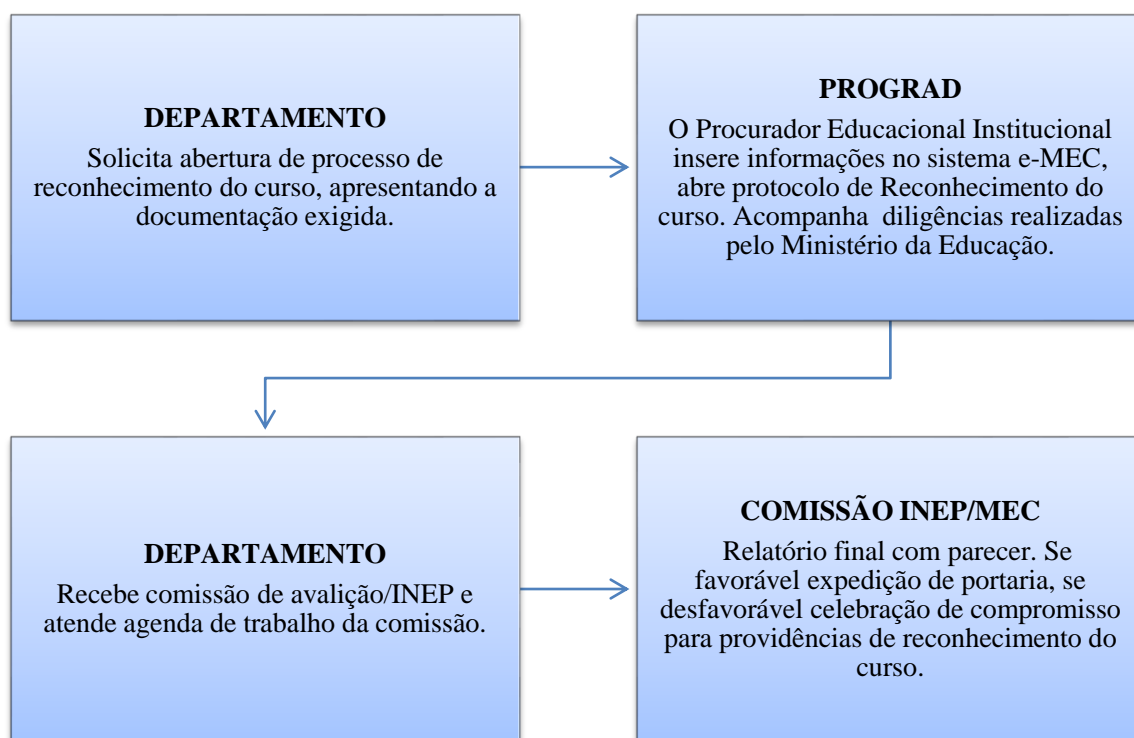 DEPARTAMENTO
Solicita abertura de processo de
reconhecimento do curso, apresentando a
documentação exigida.
PROGRAD
O Procurador Educacional Institucional
insere informações no sistema e-MEC,
abre protocolo de Reconhecimento do
curso. Acompanha diligências realizadas
pelo Ministério da Educação.
DEPARTAMENTO
Recebe comissão de avalição/INEP e
atende agenda de trabalho da comissão.
COMISSÃO INEP/MEC
Relatório final com parecer. Se
favorável expedição de portaria, se
desfavorável celebração de compromisso
para providências de reconhecimento do
curso.